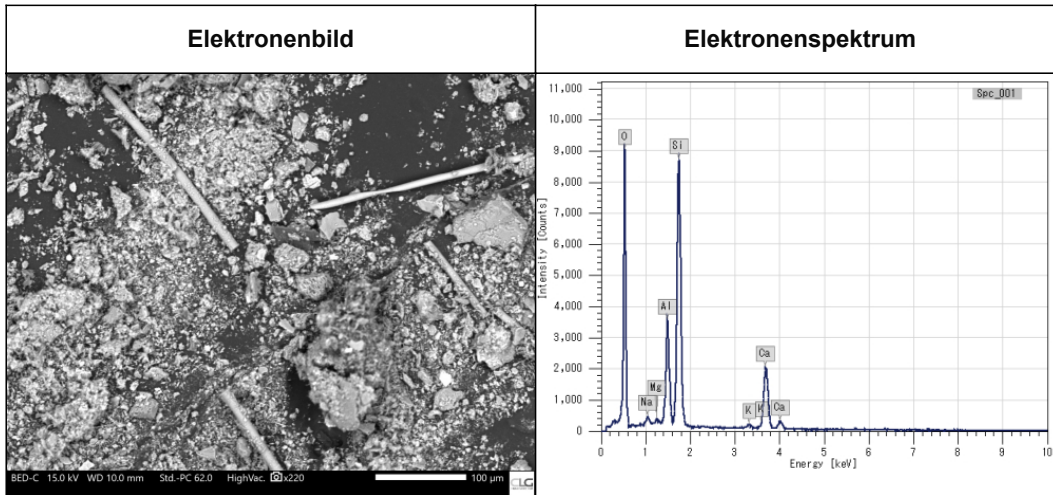 Elektronenbild
Elektronenspektrum
11,000
10,000
9,000
8,000
7,000
6,000
5,000
4,000
3,000
2,000
1,000
0
Intensity [Counts]
Spc_001
O
Na
Mg
Al
Si
K
K
Ca
Ca
0 1 2 3 4 5 6 7 8 9 10
Energy [keV]
BED-C 15.0 kV WD 10.0 mm Std.-PC 62.0 HighVac. x220 100 µm
CLG